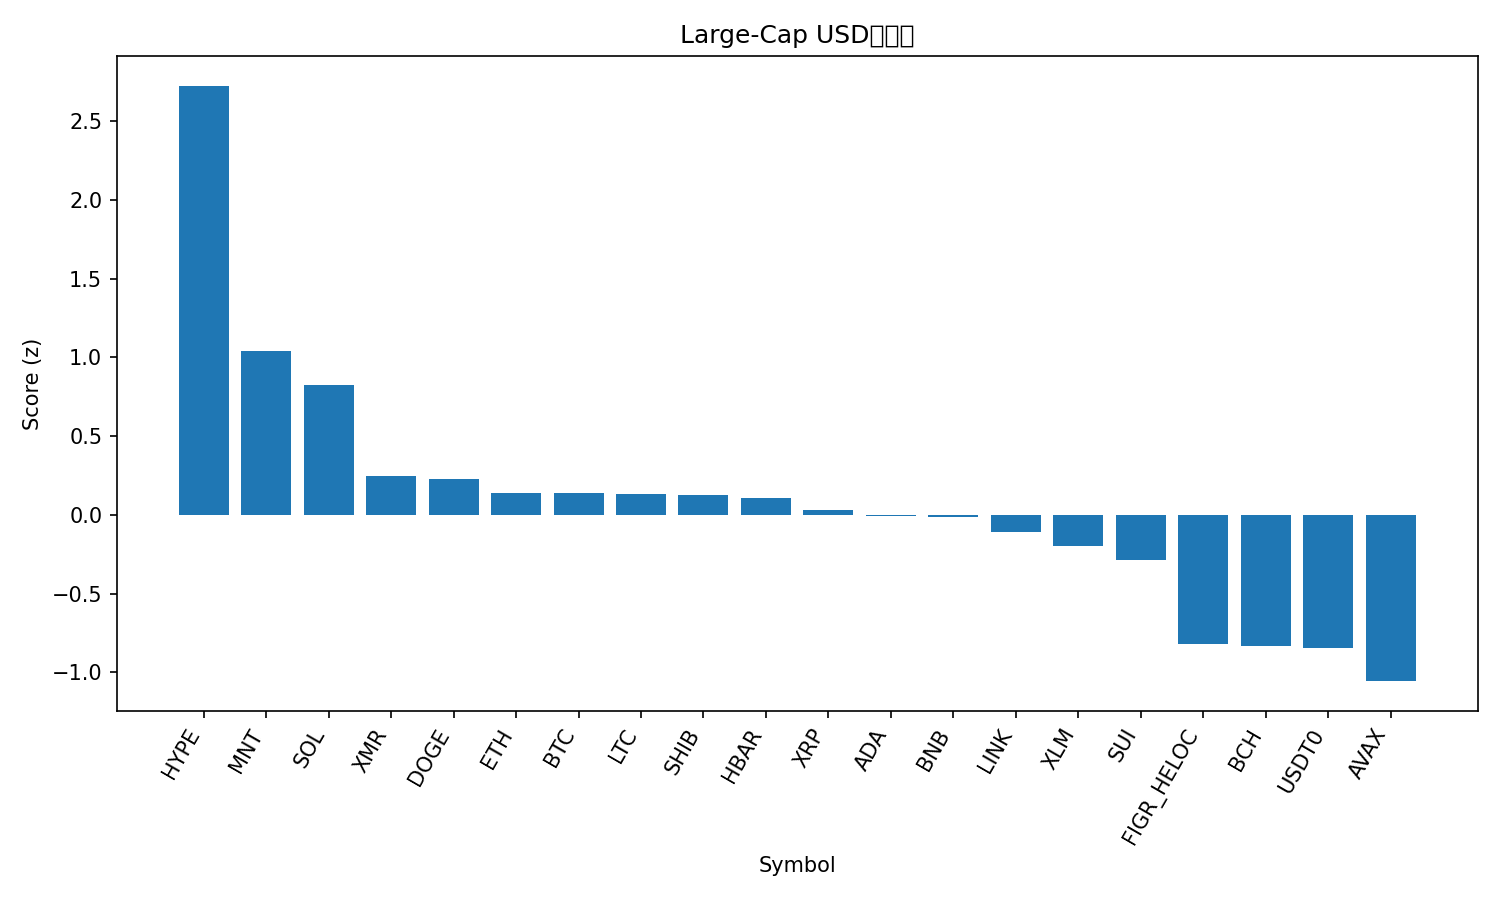 Large-Cap USD
Score (z)
2.5
2.0
1.5
1.0
0.5
0.0
−0.5
−1.0
HYPE
MNT
SOL
XMR
DOGE
ETH
BTC
LTC
SHIB
HBAR
XRP
ADA
BNB
LINK
XLM
SUI
FIGR_HELOC
BCH
USDT0
AVAX
Symbol